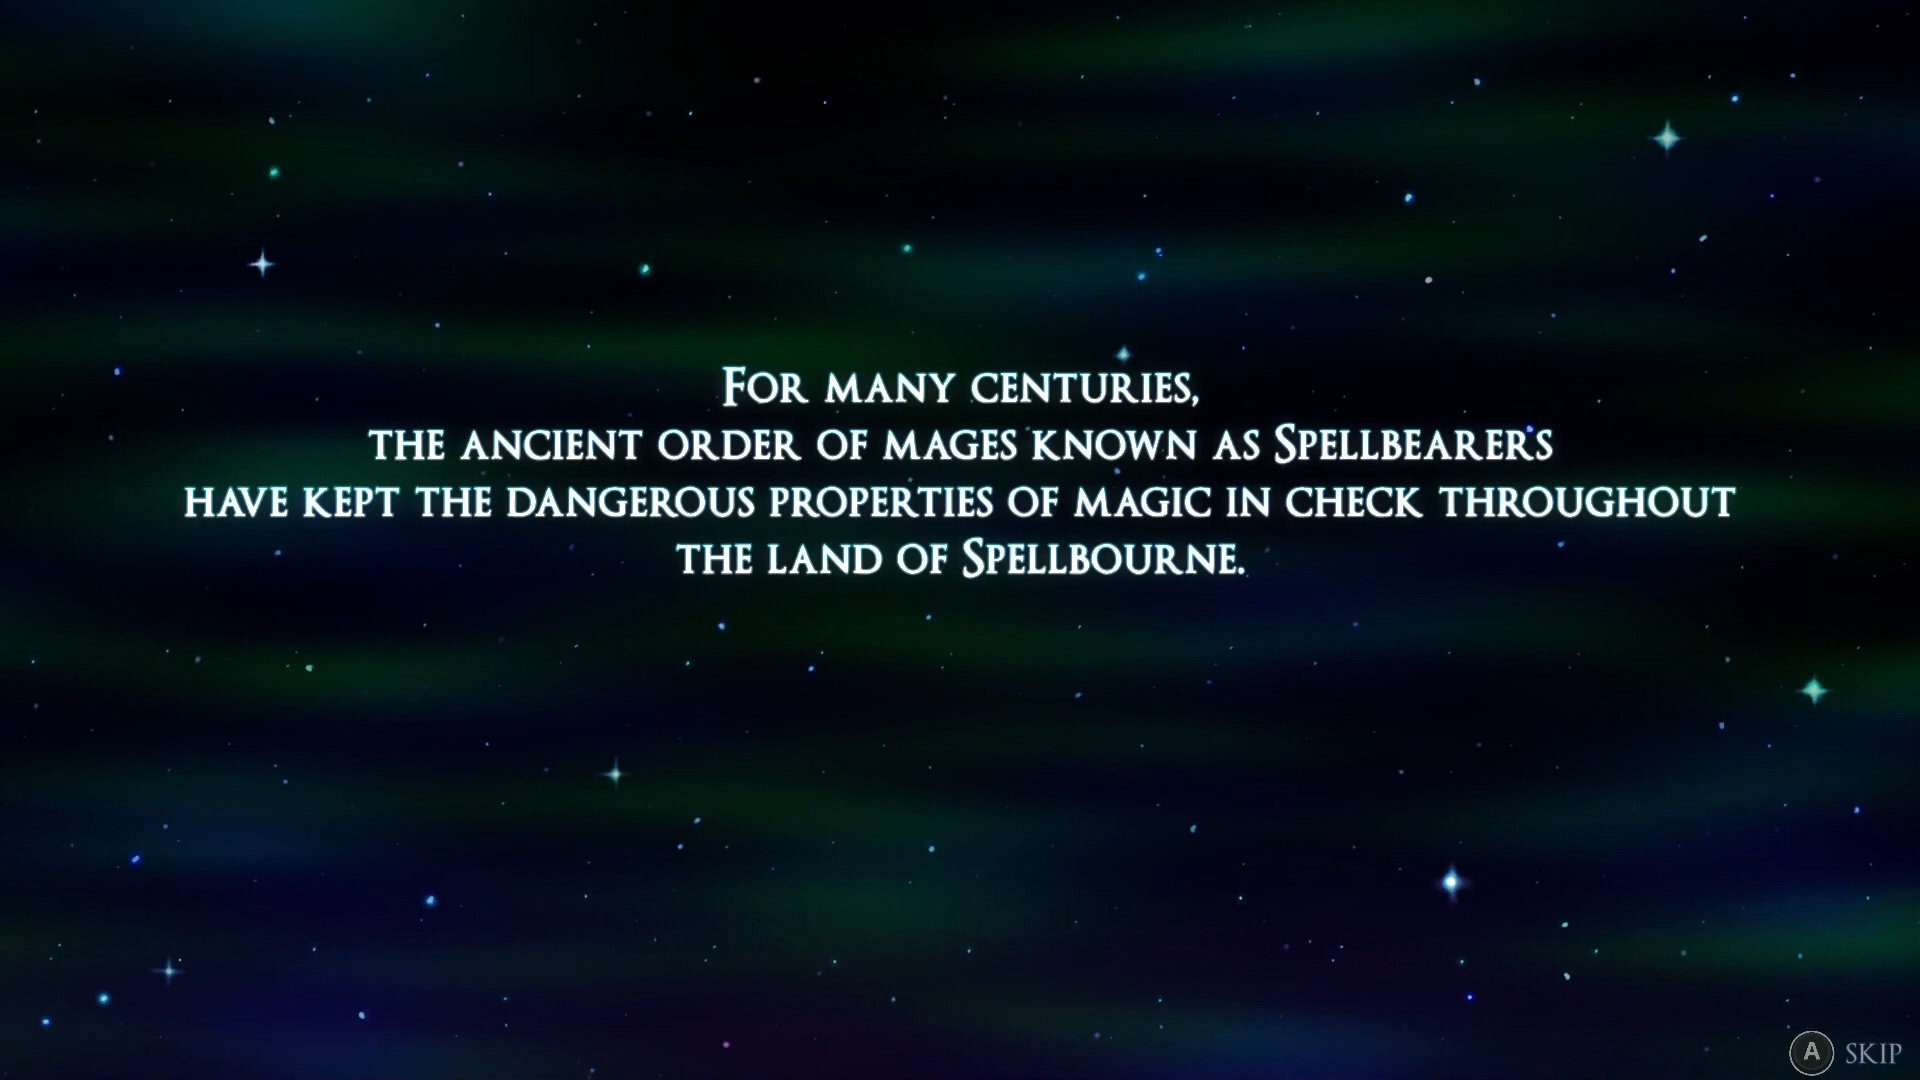 For many centuries,
the ancient order of mages known as Spellbearers
have kept the dangerous properties of magic in check throughout
the land of Spellbourne.
A SKIP